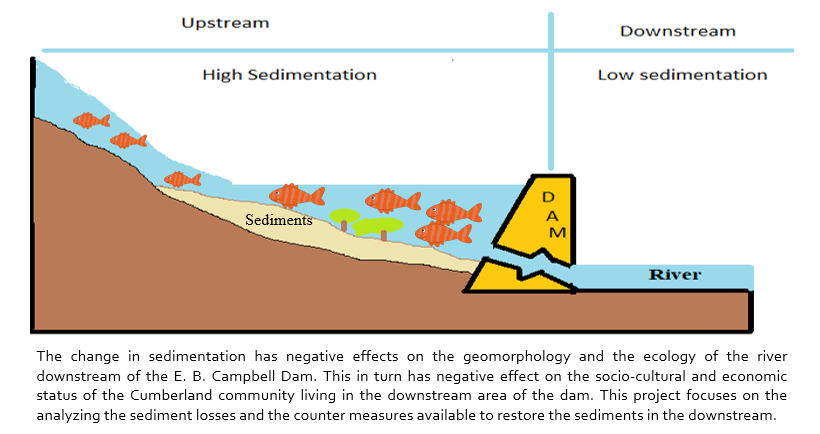 Upstream
Downstream
High Sedimentation
Low sedimentation
D
A
M
Sediments
River
The change in sedimentation has negative effects on the geomorphology and the ecology of the river
downstream of the E. B. Campbell Dam. This in turn has negative effect on the socio-cultural and economic
status of the Cumberland community living in the downstream area of the dam. This project focuses on the
analyzing the sediment losses and the counter measures available to restore the sediments in the downstream.